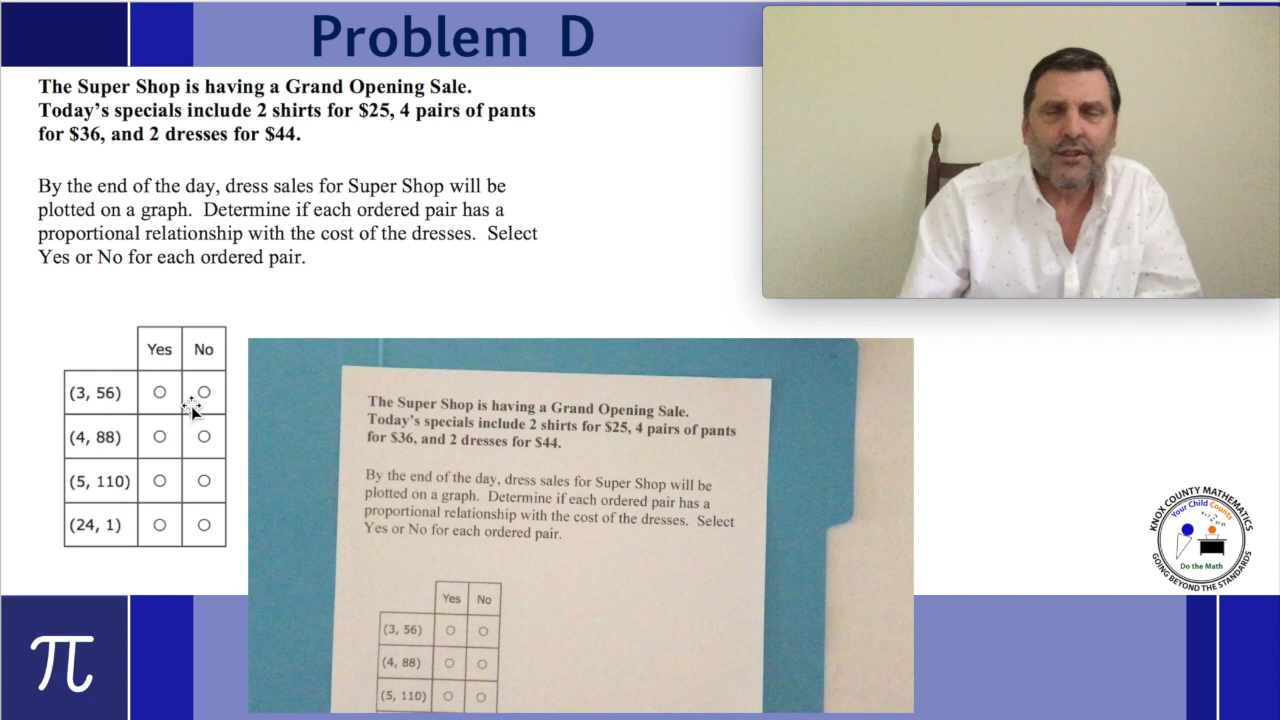 Problem D
The Super Shop is having a Grand Opening Sale.
Today's specials include 2 shirts for $25, 4 pairs of pants
for $36, and 2 dresses for $44.
By the end of the day, dress sales for Super Shop will be
plotted on a graph. Determine if each ordered pair has a
proportional relationship with the cost of the dresses. Select
Yes or No for each ordered pair.
Yes No
(3, 56)
(4, 88)
(5, 110)
(24, 1)
The Super Shop is having a Grand Opening Sale.
Today's specials include 2 shirts for $25, 4 pairs of pants
for $36, and 2 dresses for $44.
By the end of the day, dress sales for Super Shop will be
plotted on a graph. Determine if each ordered pair has a
proportional relationship with the cost of the dresses. Select
Yes or No for each ordered pair.
Yes No
(3, 56)
(4, 88)
(5, 110)
KNOX COUNTY MATHEMATICS
Your Child Counts
Do the Math
GOING BEYOND THE STANDARDS
π